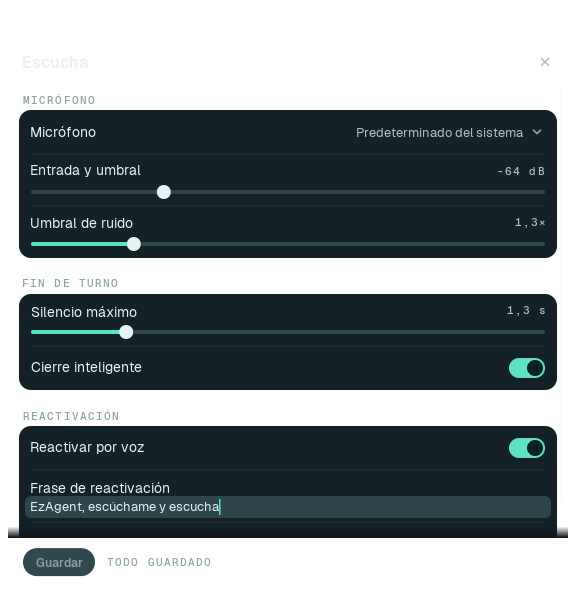 Escucha
MICRÓFONO
Micrófono Predeterminado del sistema
Entrada y umbral -64 dB
Umbral de ruido 1,3×
FIN DE TURNO
Silencio máximo 1,3 s
Cierre inteligente
REACTIVACIÓN
Reactivar por voz
Frase de reactivación
EzAgent, escúchame y escucha
Guardar TODO GUARDADO